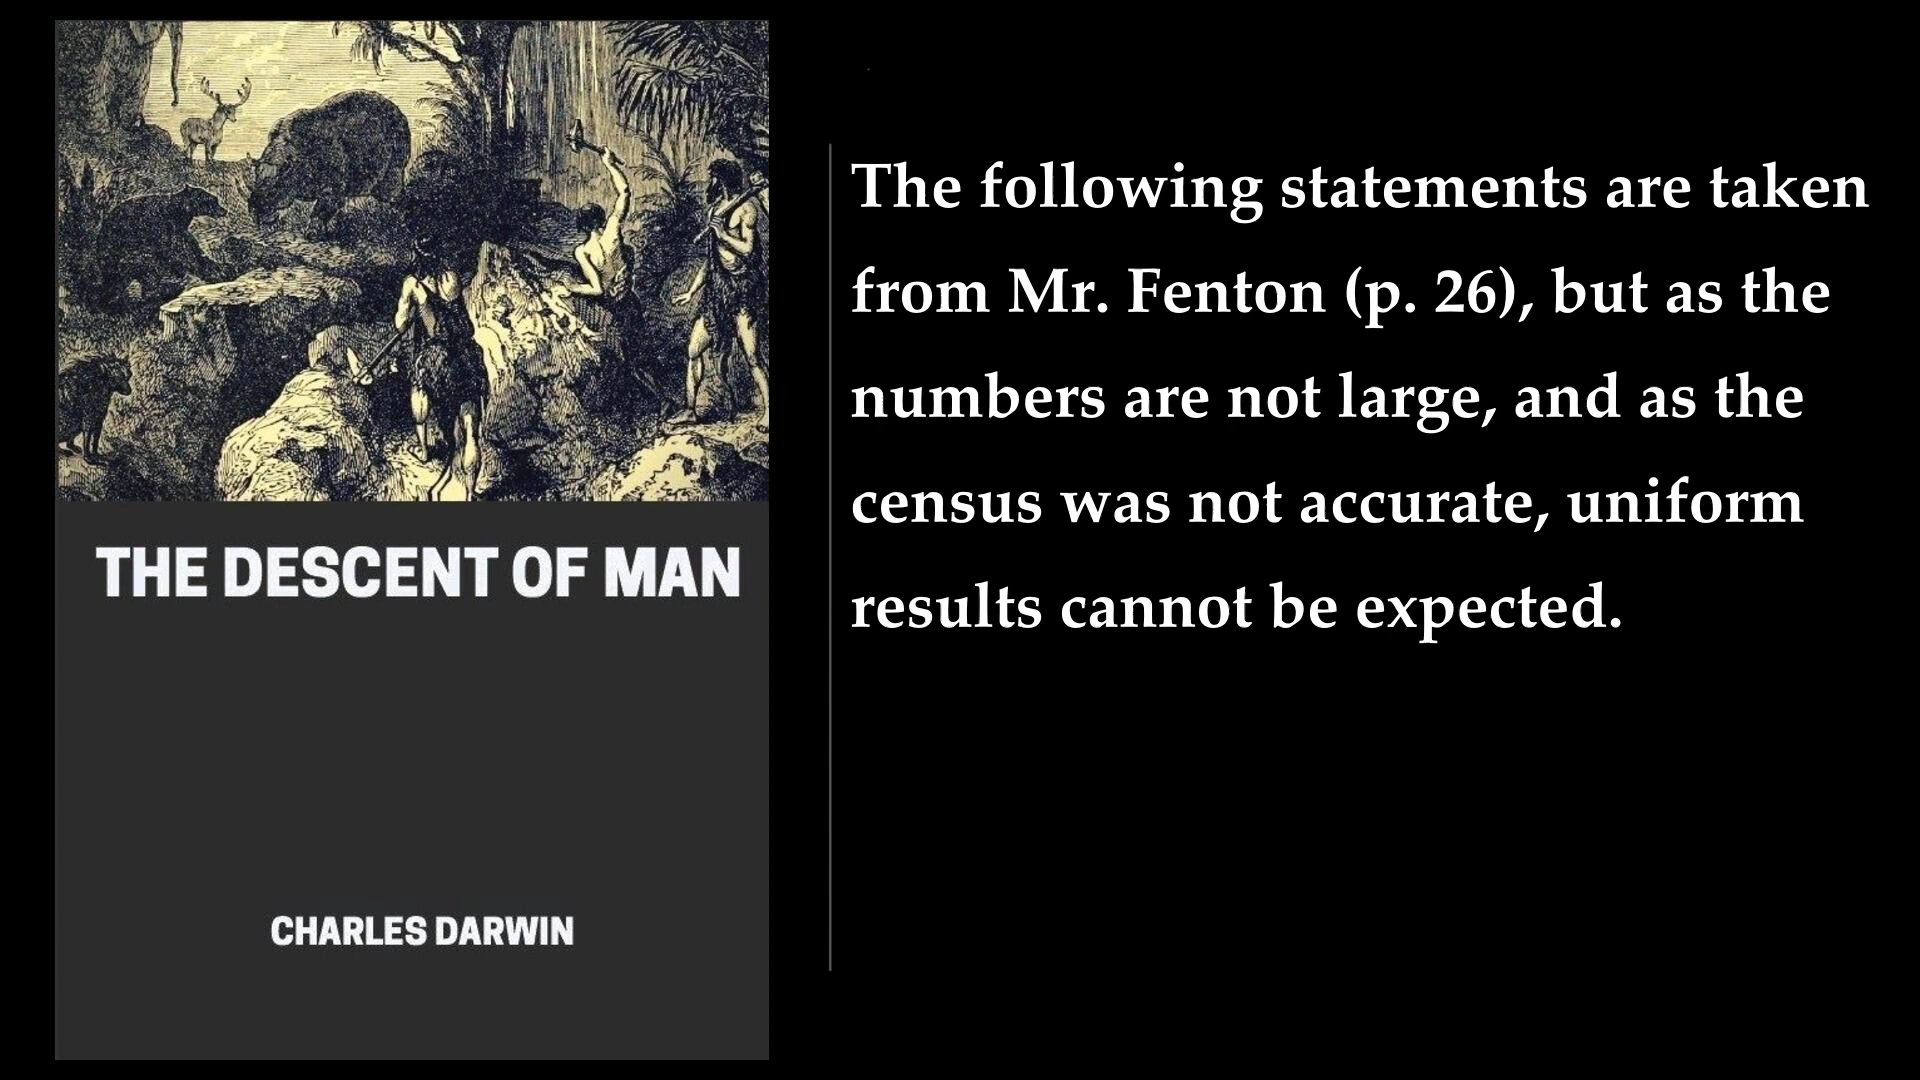 THE DESCENT OF MAN
CHARLES DARWIN
The following statements are taken
from Mr. Fenton (p. 26), but as the
numbers are not large, and as the
census was not accurate, uniform
results cannot be expected.